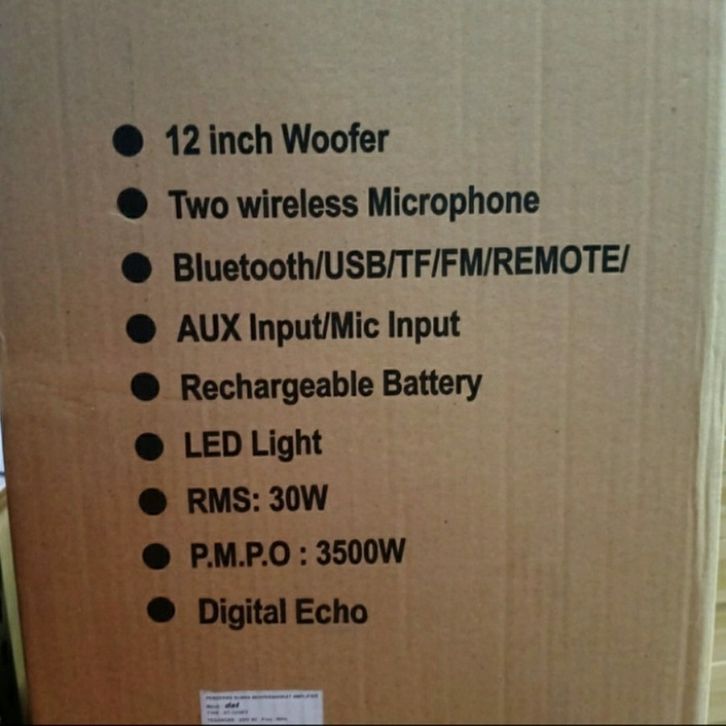 12 inch Woofer
Two wireless Microphone
Bluetooth/USB/TF/FM/REMOTE/
AUX Input/Mic Input
Rechargeable Battery
LED Light
RMS: 30W
P.M.P.O : 3500W
Digital Echo
dat